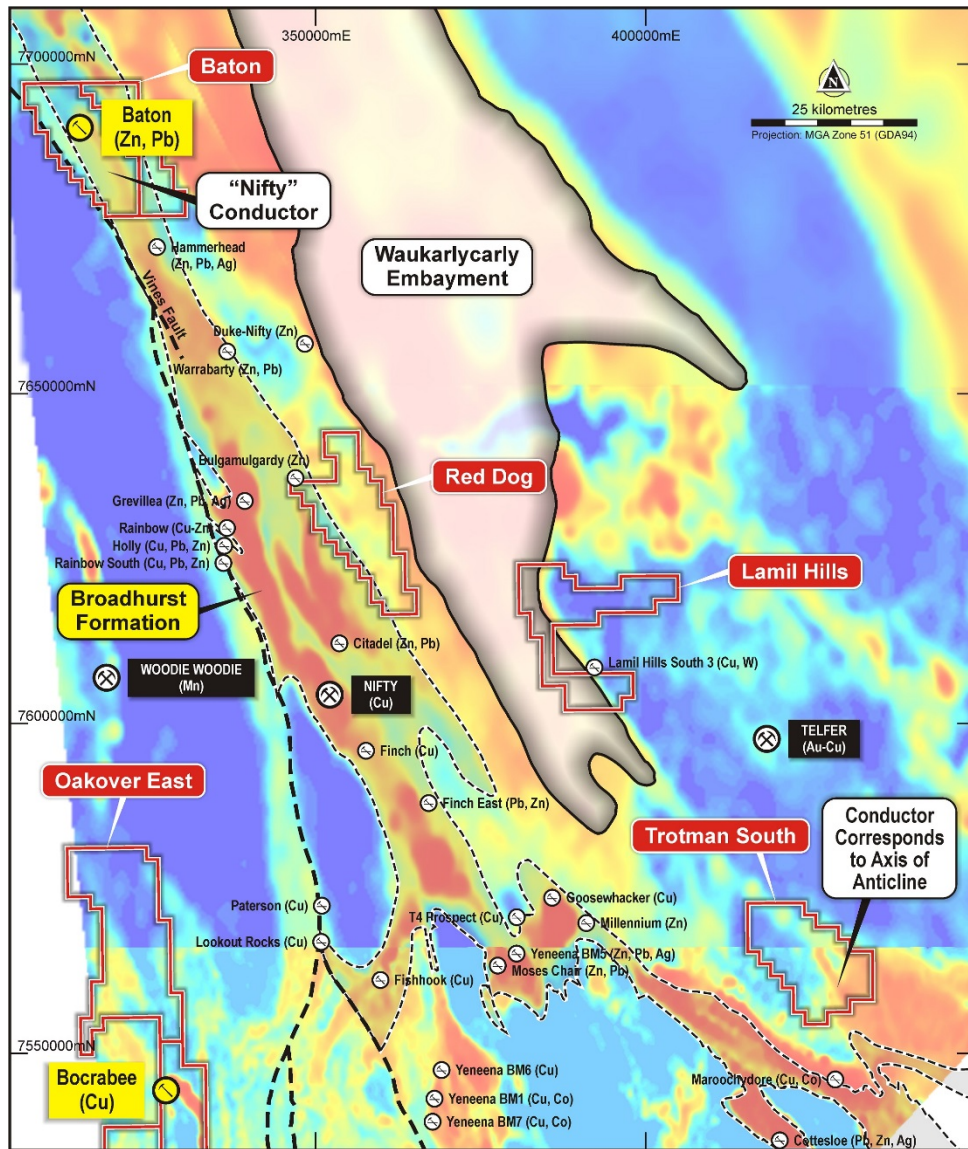 350000mE
400000mE
7700000mN
Baton
N
25 kilometres
Projection: MGA Zone 51 (GDA94)
Baton
(Zn, Pb)
"Nifty"
Conductor
Hammerhead
(Zn, Pb, Ag)
Waukarlycarly
Embayment
Vines Fault
Duke-Nifty (Zn)
Warrabarty (Zn, Pb)
7650000mN
Bulgamulgardy (Zn)
Red Dog
Grevillea (Zn, Pb, Ag)
Rainbow (Cu-Zn)
Holly (Cu, Pb, Zn)
Rainbow South (Cu, Pb, Zn)
Lamil Hills
Broadhurst
Formation
Citadel (Zn, Pb)
Lamil Hills South 3 (Cu, W)
WOODIE WOODIE
(Mn)
NIFTY
(Cu)
7600000mN
TELFER
(Au-Cu)
Finch (Cu)
Oakover East
Finch East (Pb, Zn)
Trotman South
Conductor
Corresponds
to Axis of
Anticline
Paterson (Cu)
Goosewhacker (Cu)
T4 Prospect (Cu)
Millennium (Zn)
Lookout Rocks (Cu)
Yeneena BM5 (Zn, Pb, Ag)
Moses Chair (Zn, Pb)
Fishhook (Cu)
7550000mN
Bocrabee
(Cu)
Yeneena BM6 (Cu)
Maroochydore (Cu, Co)
Yeneena BM1 (Cu, Co)
Yeneena BM7 (Cu, Co)
Cottesloe (Pb, Zn, Ag)